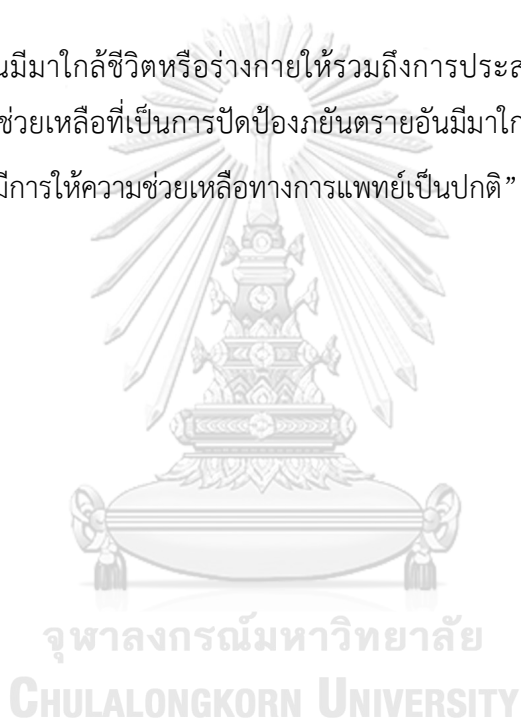 นมีมาใกล้ชีวิตหรือร่างกายให้รวมถึงการประส
ช่วยเหลือที่เป็นการปัดป้องภยันตรายอันมีมาใก
มีการให้ความช่วยเหลือทางการแพทย์เป็นปกติ”
จุฬาลงกรณ์มหาวิทยาลัย
CHULALONGKORN UNIVERSITY